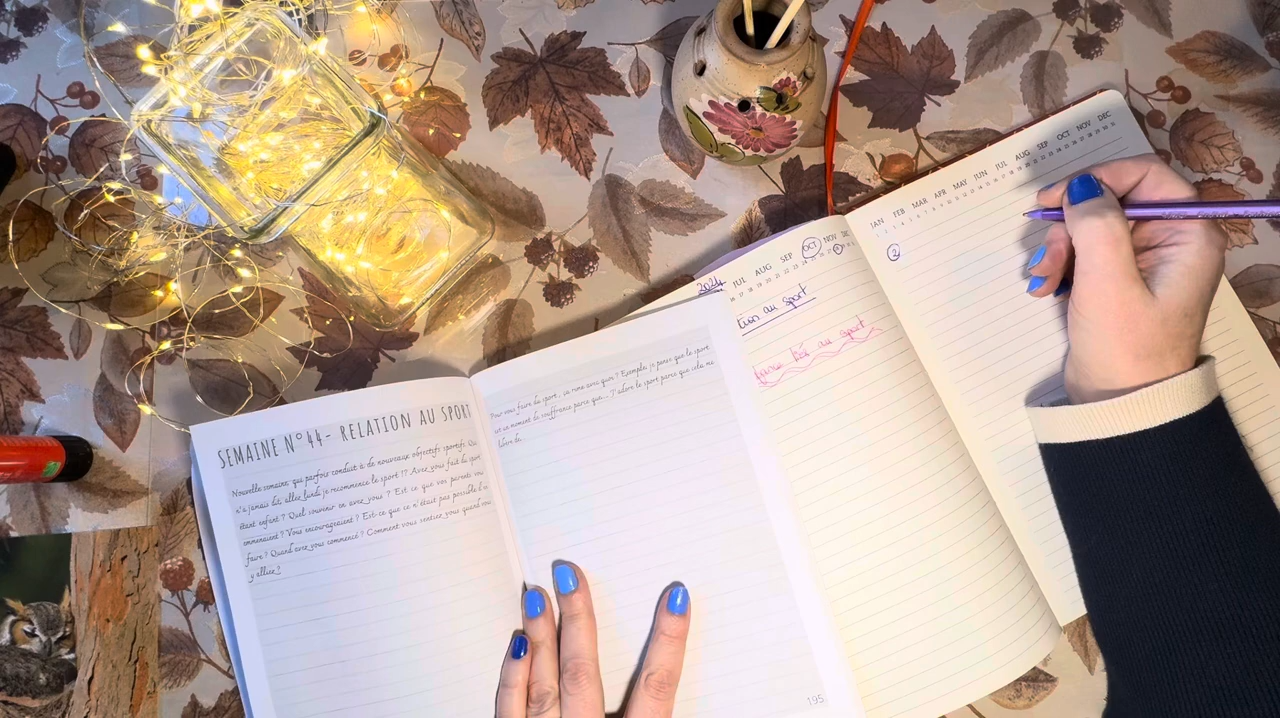 SEMAINE N°44- RELATION AU SPORT
Nouvelle semaine qui parfois conduit à de nouveaux objectifs sportifs. Qui
n'a jamais dit, allez lundi je recommence le sport !? Avez vous fait du sport
étant enfant ? Quel souvenir en avez vous ? Est ce que vos parents vous
emmenaient ? Vous encourageaient ? Est-ce que ce n'était pas possible d'en
faire ? Quand avez vous commencé ? Comment vous sentiez vous quand vous
y alliez ?
Pour vous faire du sport, ça rime avec quoi ? Exemple, je pense que le sport
est un moment de souffrance parce que... J'adore le sport parce que cela me
libère de...
195
2024
JUL AUG SEP OCT NOV DEC
au sport
au sport
JAN FEB MAR APR MAY JUN JUL AUG SEP OCT NOV DEC
2